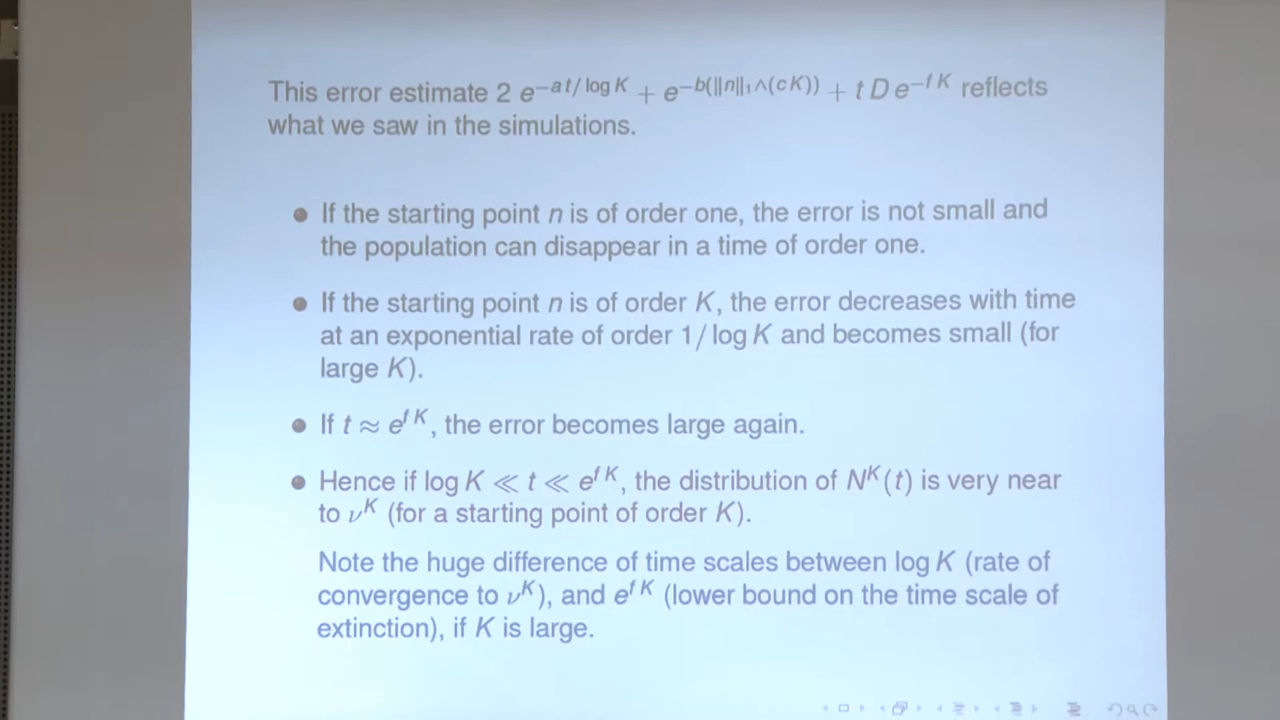 This error estimate 2 e^{−a t/ log K} + e^{−b(‖n‖₁∧(c K))} + t D e^{−f K} reflects
what we saw in the simulations.
• If the starting point n is of order one, the error is not small and
the population can disappear in a time of order one.
• If the starting point n is of order K, the error decreases with time
at an exponential rate of order 1/ log K and becomes small (for
large K).
• If t ≈ e^{f K}, the error becomes large again.
• Hence if log K ≪ t ≪ e^{f K}, the distribution of N^K(t) is very near
to ν^K (for a starting point of order K).
Note the huge difference of time scales between log K (rate of
convergence to ν^K), and e^{f K} (lower bound on the time scale of
extinction), if K is large.